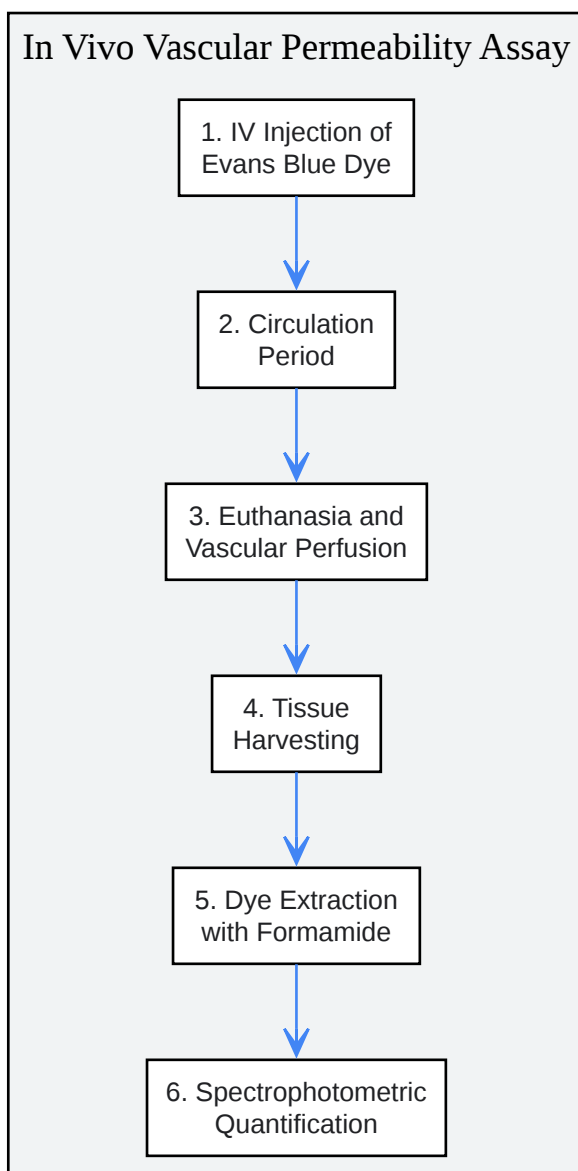 In Vivo Vascular Permeability Assay
1. IV Injection of
Evans Blue Dye
2. Circulation
Period
3. Euthanasia and
Vascular Perfusion
4. Tissue
Harvesting
5. Dye Extraction
with Formamide
6. Spectrophotometric
Quantification